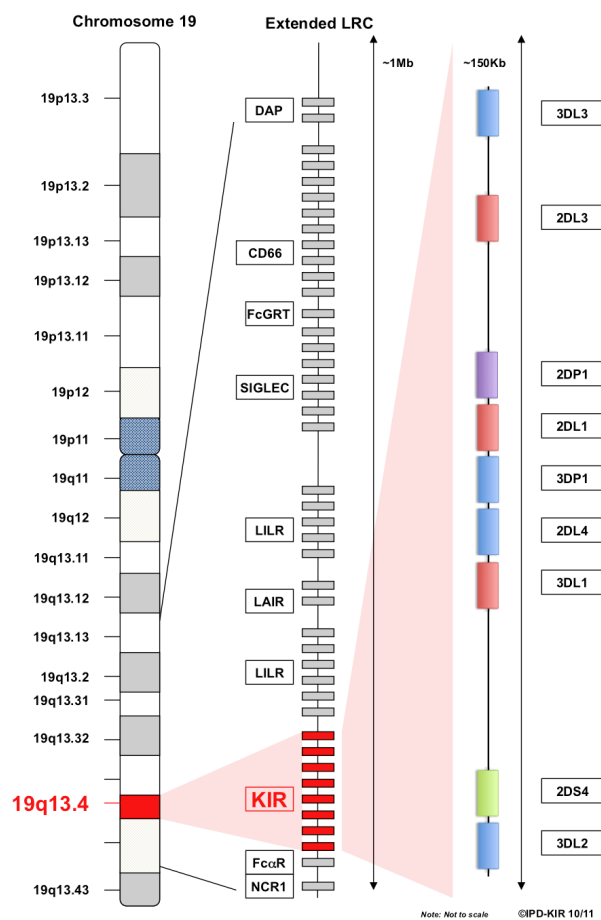 Chromosome 19
Extended LRC
~1Mb
~150Kb
19p13.3
19p13.2
19p13.13
19p13.12
19p13.11
19p12
19p11
19q11
19q12
19q13.11
19q13.12
19q13.13
19q13.2
19q13.31
19q13.32
19q13.4
19q13.43
DAP
CD66
FcGRT
SIGLEC
LILR
LAIR
LILR
KIR
FcαR
NCR1
3DL3
2DL3
2DP1
2DL1
3DP1
2DL4
3DL1
2DS4
3DL2
Note: Not to scale
©IPD-KIR 10/11